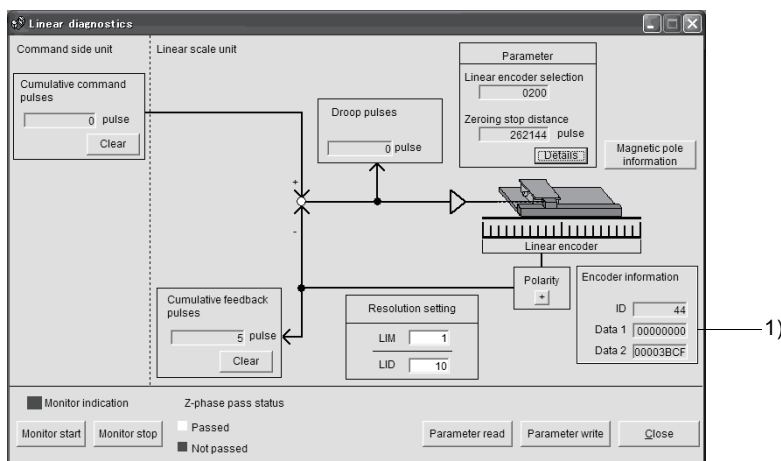 Linear diagnostics
Command side unit
Linear scale unit
Cumulative command
pulses
0 pulse
Clear
Droop pulses
0 pulse
Parameter
Linear encoder selection
0200
Zeroing stop distance
262144 pulse
Details
Magnetic pole
information
+
-
Linear encoder
Polarity
+
Encoder information
ID 44
Data 1 00000000
Data 2 00003BCF
1)
Cumulative feedback
pulses
5 pulse
Clear
Resolution setting
LIM 1
LID 10
Monitor indication
Z-phase pass status
Passed
Not passed
Monitor start
Monitor stop
Parameter read
Parameter write
Close